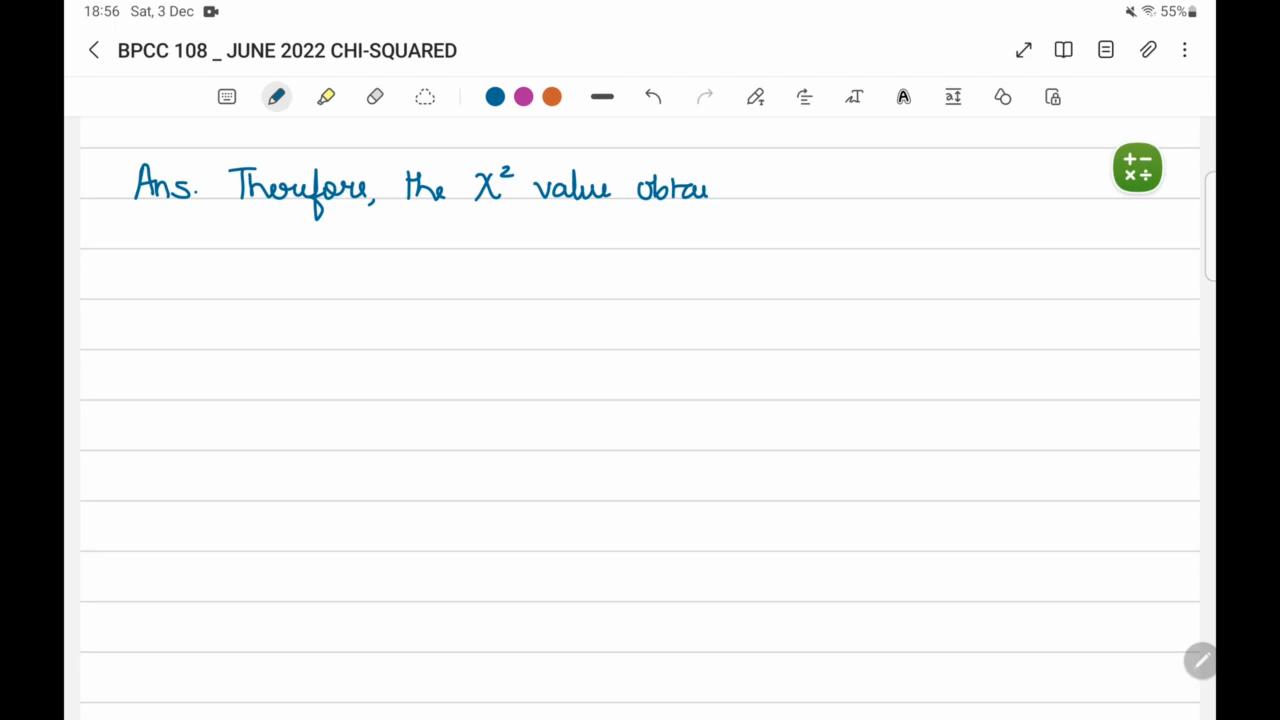 18:56 Sat, 3 Dec 55%
BPCC 108 _ JUNE 2022 CHI-SQUARED
Ans. Therefore, the χ² value obtai